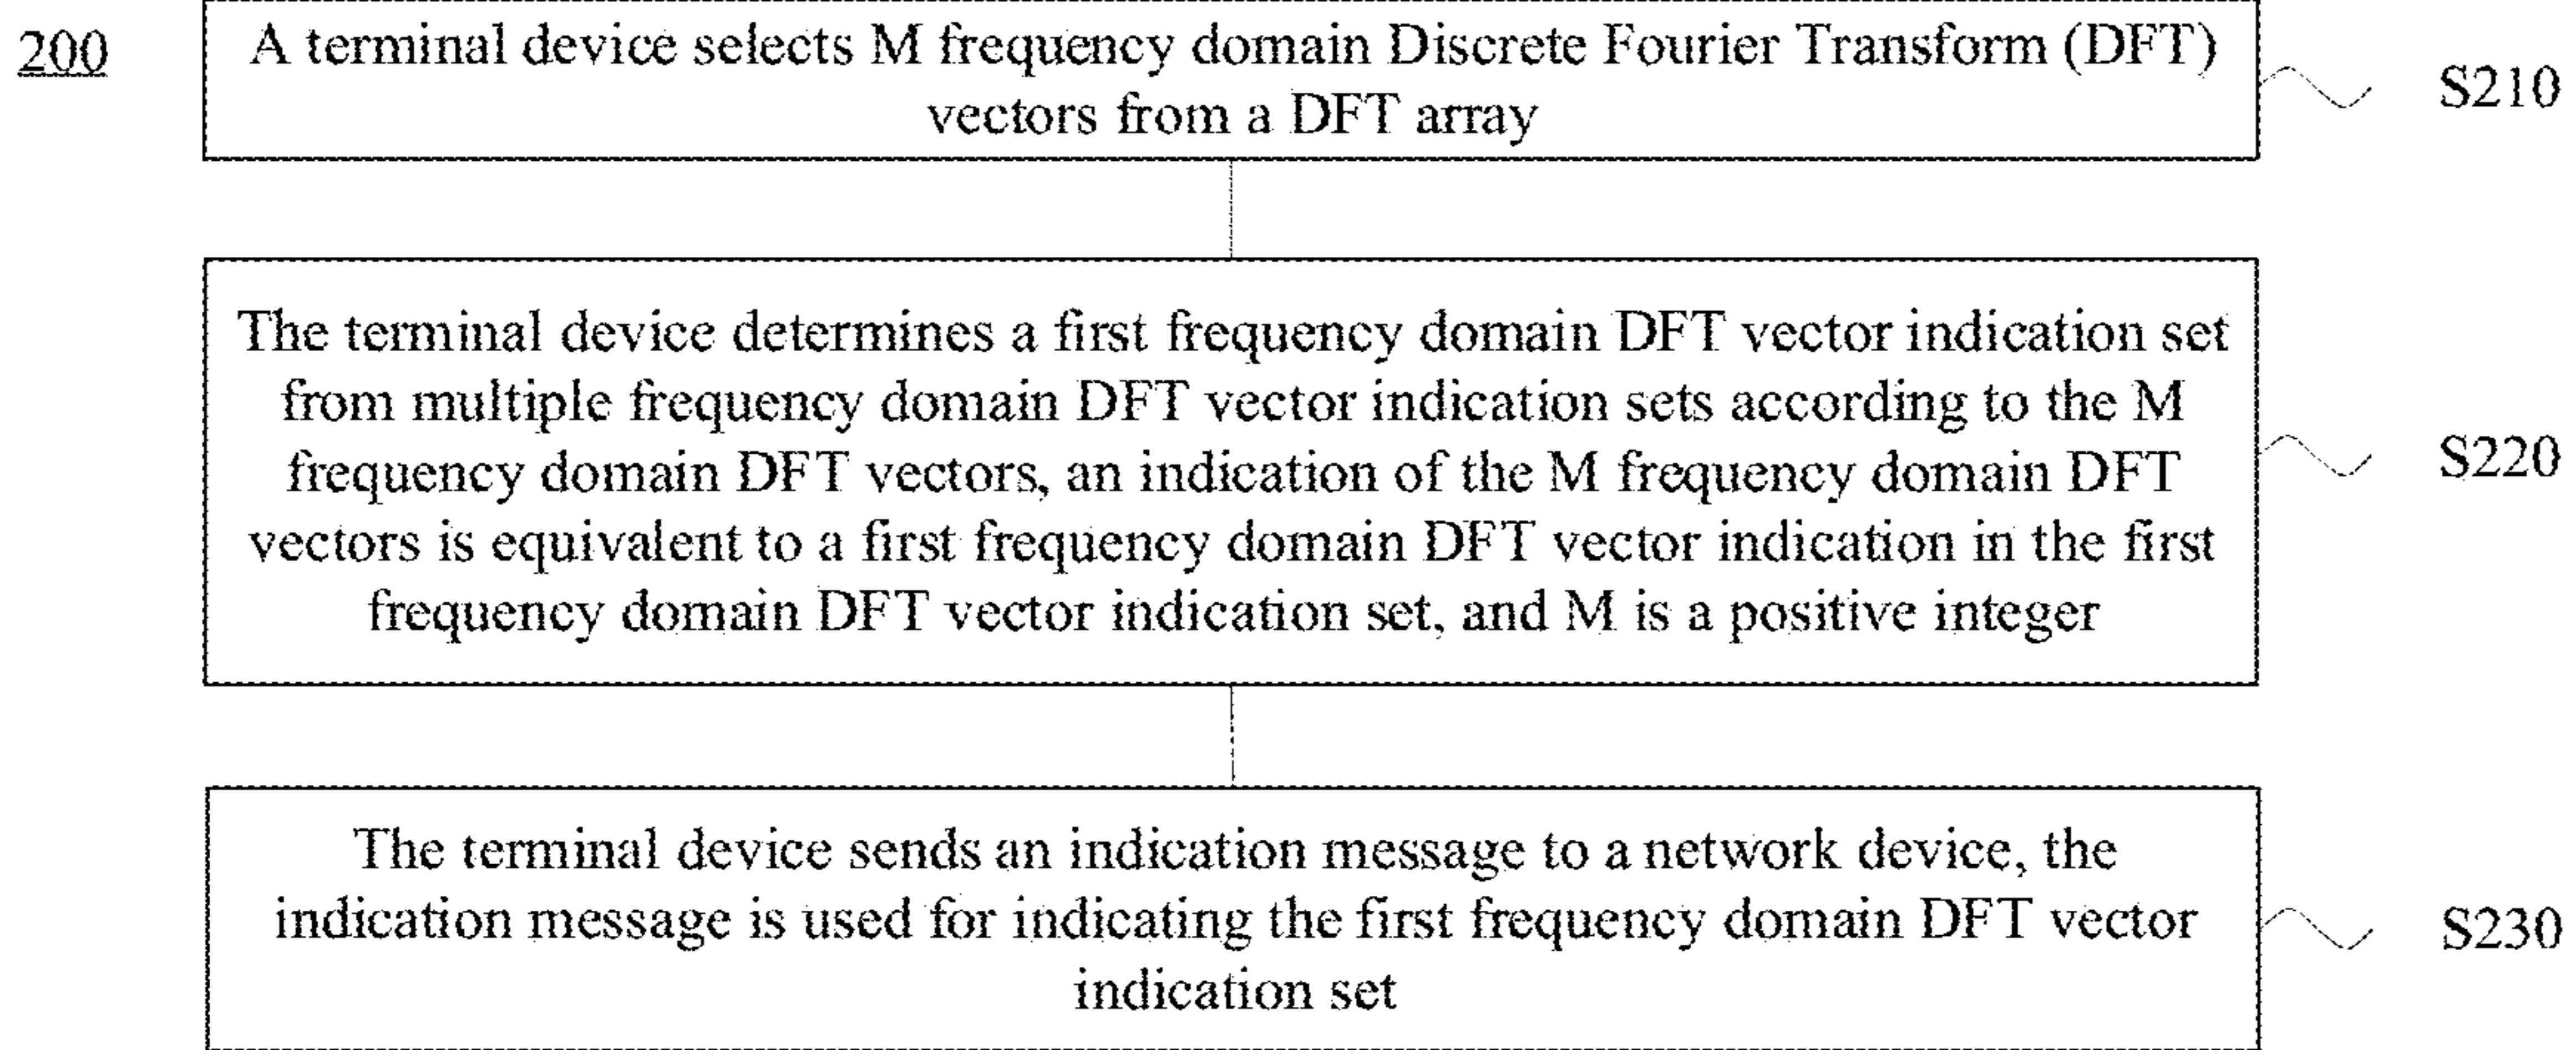 200
A terminal device selects M frequency domain Discrete Fourier Transform (DFT)
vectors from a DFT array
S210
The terminal device determines a first frequency domain DFT vector indication set
from multiple frequency domain DFT vector indication sets according to the M
frequency domain DFT vectors, an indication of the M frequency domain DFT
vectors is equivalent to a first frequency domain DFT vector indication in the first
frequency domain DFT vector indication set, and M is a positive integer
S220
The terminal device sends an indication message to a network device, the
indication message is used for indicating the first frequency domain DFT vector
indication set
S230